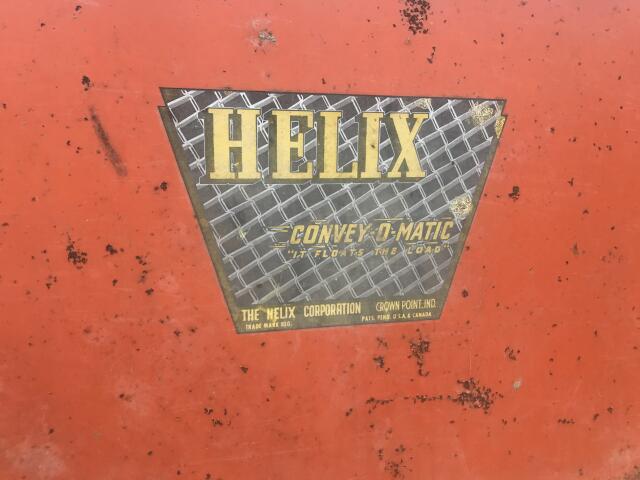 HELIX
CONVEY-O-MATIC
"IT FLOATS THE LOAD"
THE HELIX CORPORATION CROWN POINT, IND.
TRADE MARK REG. PATS. PEND. U.S.A. & CANADA